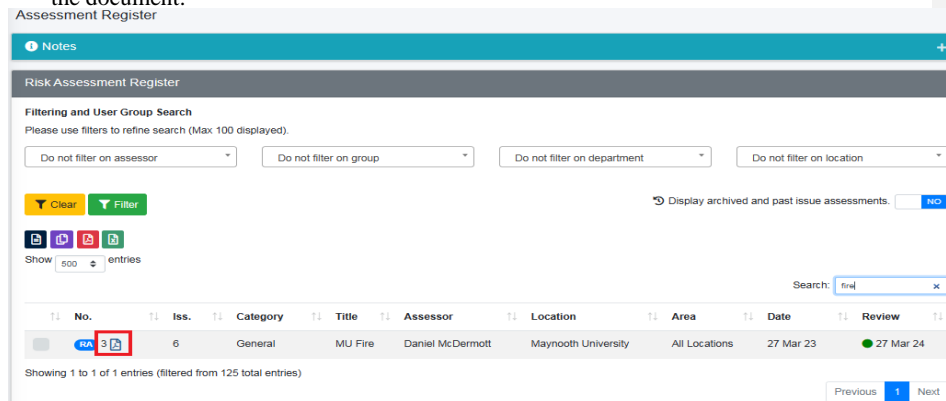 the document.
Assessment Register
Notes +
Risk Assessment Register
Filtering and User Group Search
Please use filters to refine search (Max 100 displayed).
Do not filter on assessor Do not filter on group Do not filter on department Do not filter on location
Clear Filter Display archived and past issue assessments. NO
Show 500 entries
Search: fire ×
No. Iss. Category Title Assessor Location Area Date Review
RA 3 6 General MU Fire Daniel McDermott Maynooth University All Locations 27 Mar 23 27 Mar 24
Showing 1 to 1 of 1 entries (filtered from 125 total entries)
Previous 1 Next